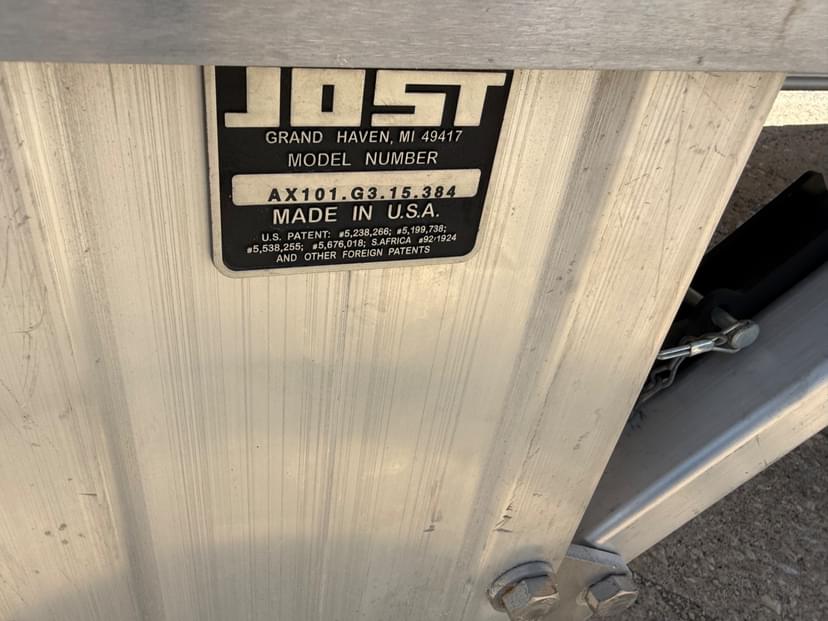 JOST
GRAND HAVEN, MI 49417
MODEL NUMBER
AX101.G3.15.384
MADE IN U.S.A.
U.S. PATENT: #5,238,266; #5,199,738;
#5,538,255; #5,676,018; S.AFRICA #92/1924
AND OTHER FOREIGN PATENTS